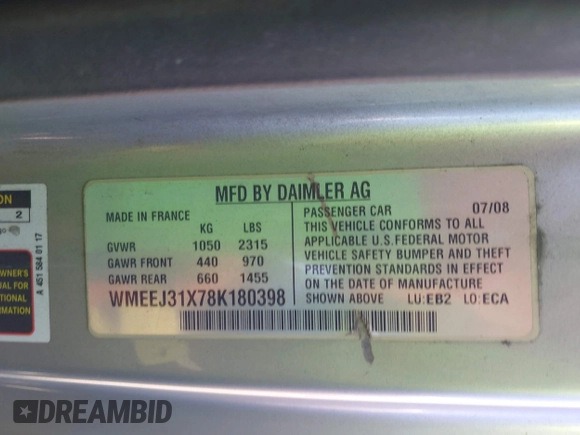 MFD BY DAIMLER AG
MADE IN FRANCE
KG LBS
GVWR 1050 2315
GAWR FRONT 440 970
GAWR REAR 660 1455
WMEEJ31X78K180398
PASSENGER CAR 07/08
THIS VEHICLE CONFORMS TO ALL
APPLICABLE U.S. FEDERAL MOTOR
VEHICLE SAFETY BUMPER AND THEFT
PREVENTION STANDARDS IN EFFECT
ON THE DATE OF MANUFACTURE
SHOWN ABOVE LU:EB2 LO:ECA
ON
2
A 451 584 01 17
WNER'S
AL FOR
TIONAL
RMATION
DREAMBID